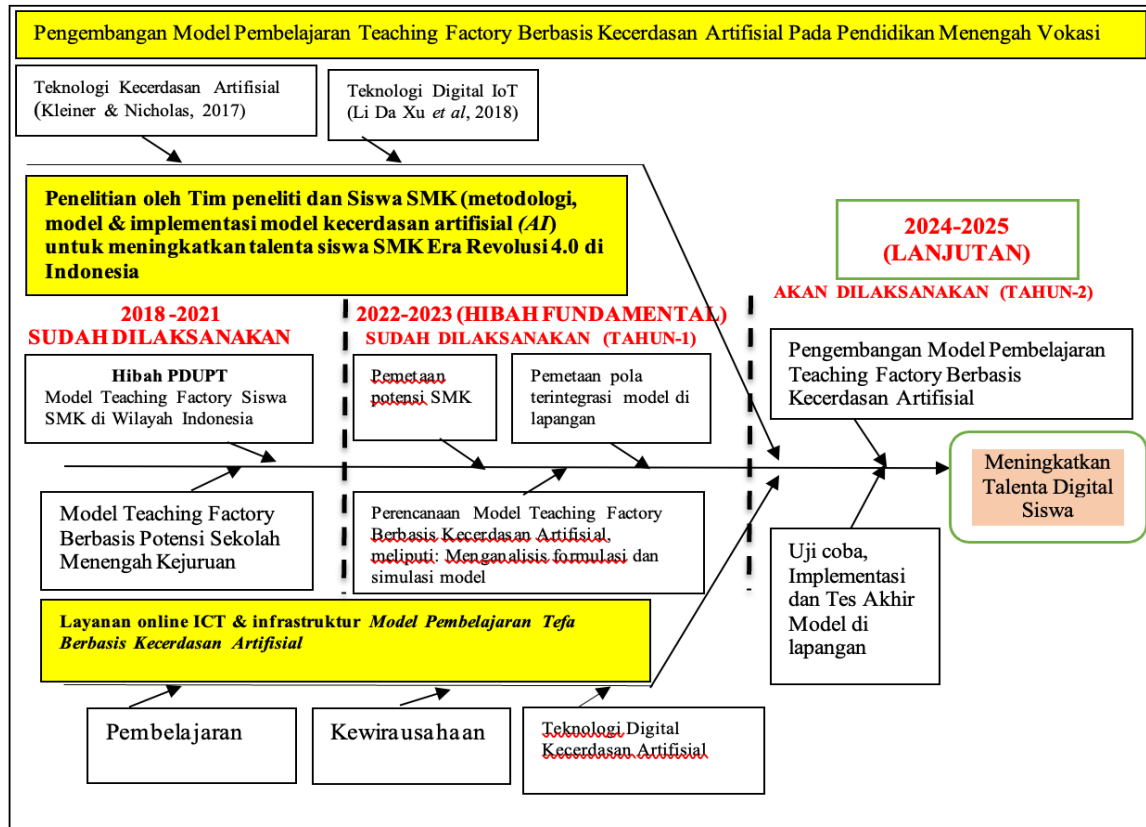 Pengembangan Model Pembelajaran Teaching Factory Berbasis Kecerdasan Artifisial Pada Pendidikan Menengah Vokasi
Teknologi Kecerdasan Artifisial
(Kleiner & Nicholas, 2017)
Teknologi Digital IoT
(Li Da Xu et al, 2018)
Penelitian oleh Tim peneliti dan Siswa SMK (metodologi,
model & implementasi model kecerdasan artifisial (AI)
untuk meningkatkan talenta siswa SMK Era Revolusi 4.0 di
Indonesia
2024-2025
(LANJUTAN)
AKAN DILAKSANAKAN (TAHUN-2)
2018 -2021
SUDAH DILAKSANAKAN
2022-2023 (HIBAH FUNDAMENTAL)
SUDAH DILAKSANAKAN (TAHUN-1)
Hibah PDUPT
Model Teaching Factory Siswa
SMK di Wilayah Indonesia
Pemetaan
potensi SMK
Pemetaan pola
terintegrasi model di
lapangan
Pengembangan Model Pembelajaran
Teaching Factory Berbasis
Kecerdasan Artifisial
Meningkatkan
Talenta Digital
Siswa
Model Teaching Factory
Berbasis Potensi Sekolah
Menengah Kejuruan
Perencanaan Model Teaching Factory
Berbasis Kecerdasan Artifisial,
meliputi: Menganalisis formulasi dan
simulasi model
Uji coba,
Implementasi
dan Tes Akhir
Model di
lapangan
Layanan online ICT & infrastruktur Model Pembelajaran Tefa
Berbasis Kecerdasan Artifisial
Pembelajaran
Kewirausahaan
Teknologi Digital
Kecerdasan Artifisial